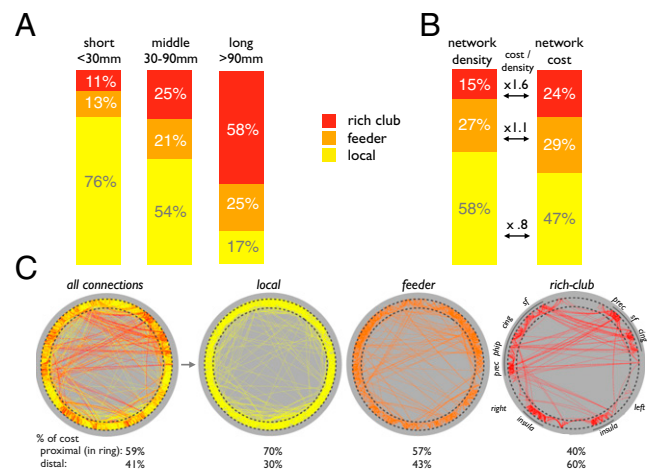 A
short
<30mm
middle
30-90mm
long
>90mm
11%
13%
76%
25%
21%
54%
58%
25%
17%
rich club
feeder
local
B
network
density
cost /
density
network
cost
15%
27%
58%
x1.6
x1.1
x .8
24%
29%
47%
C
all connections
local
feeder
rich-club
sf
cing
phip
prec
right
insula
prec
sf
cing
left
insula
% of cost
proximal (in ring): 59% 70% 57% 40%
distal: 41% 30% 43% 60%